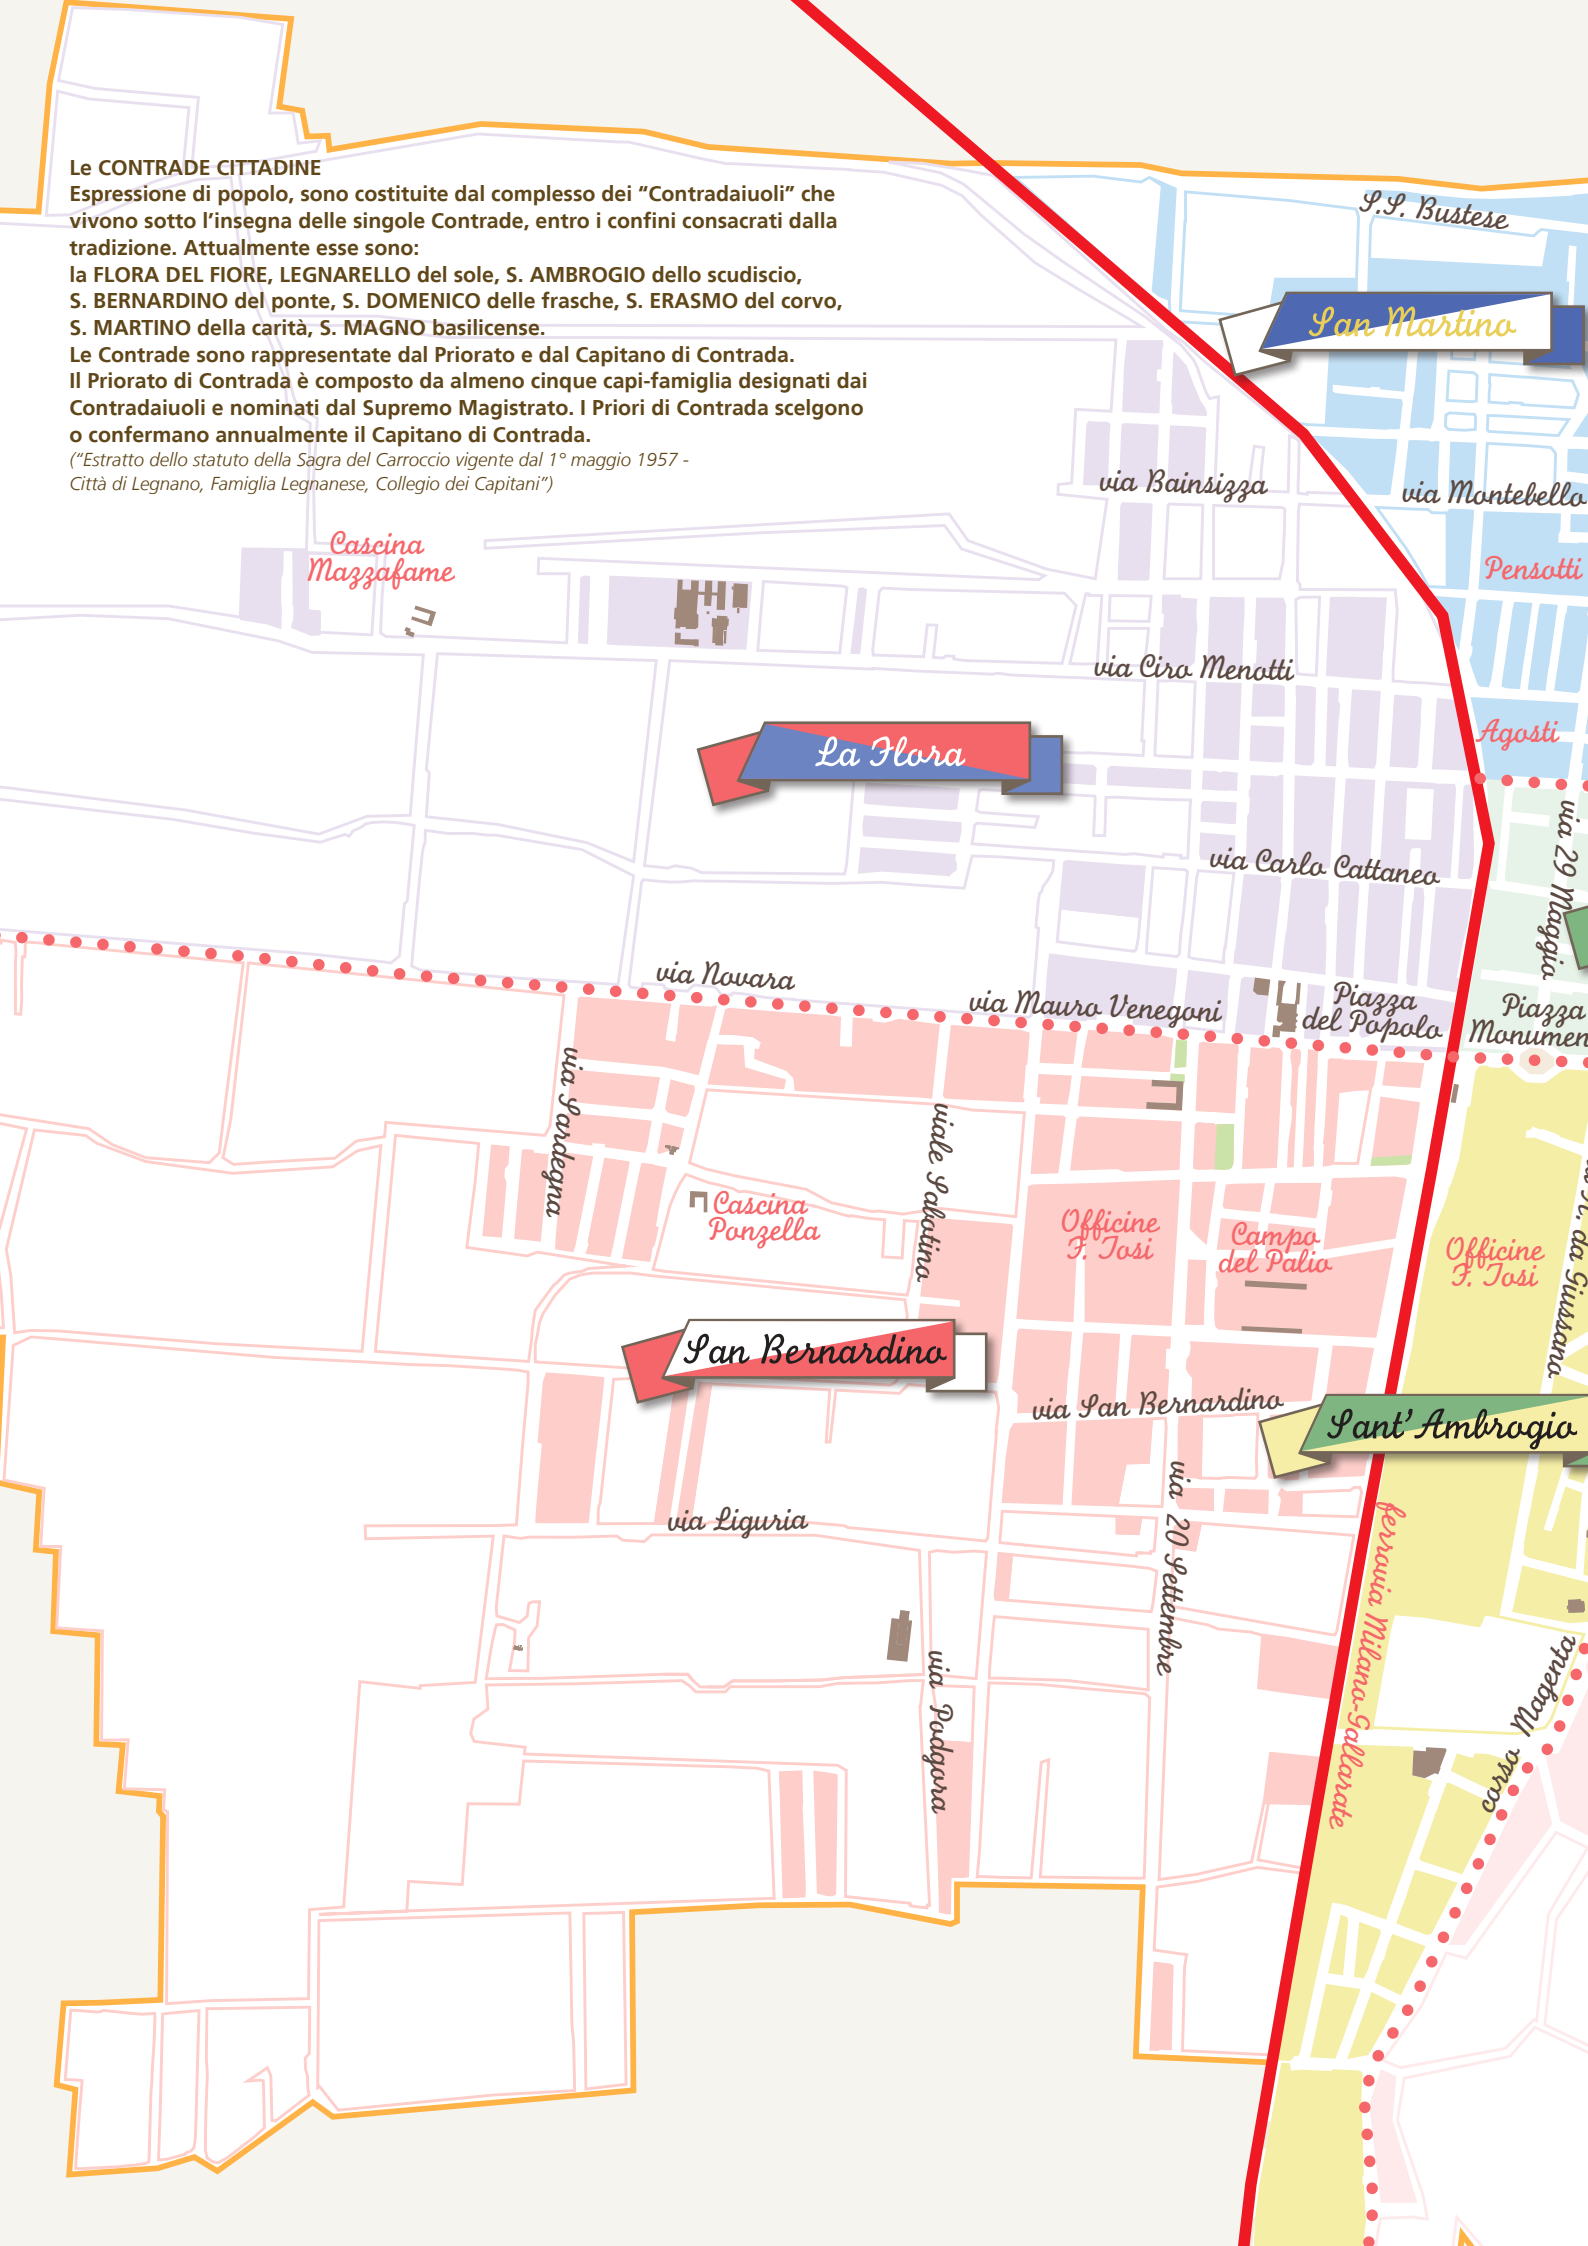 Le CONTRADE CITTADINE
Espressione di popolo, sono costituite dal complesso dei “Contradaiuoli” che
vivono sotto l’insegna delle singole Contrade, entro i confini consacrati dalla
tradizione. Attualmente esse sono:
la FLORA DEL FIORE, LEGNARELLO del sole, S. AMBROGIO dello scudiscio,
S. BERNARDINO del ponte, S. DOMENICO delle frasche, S. ERASMO del corvo,
S. MARTINO della carità, S. MAGNO basilicense.
Le Contrade sono rappresentate dal Priorato e dal Capitano di Contrada.
Il Priorato di Contrada è composto da almeno cinque capi-famiglia designati dai
Contradaiuoli e nominati dal Supremo Magistrato. I Priori di Contrada scelgono
o confermano annualmente il Capitano di Contrada.
(“Estratto dello statuto della Sagra del Carroccio vigente dal 1° maggio 1957 -
Città di Legnano, Famiglia Legnanese, Collegio dei Capitani”)
S.S. Bustese
San Martino
via Bainsizza
via Montebello
Cascina
Mazzafame
Pensotti
via Ciro Menotti
Agosti
La Flora
via 29 Maggio
via Carlo Cattaneo
via Novara
via Mauro Venegoni
Piazza
del Popolo
Piazza
Monumen
via Sardegna
viale Sabotino
Cascina
Ponzella
Officine
F. Tosi
Campo
del Palio
Officine
F. Tosi
da Giussano
San Bernardino
via San Bernardino
Sant’Ambrogio
via 20 Settembre
via Liguria
ferrovia Milano-Gallarate
via Podgora
corso Magenta